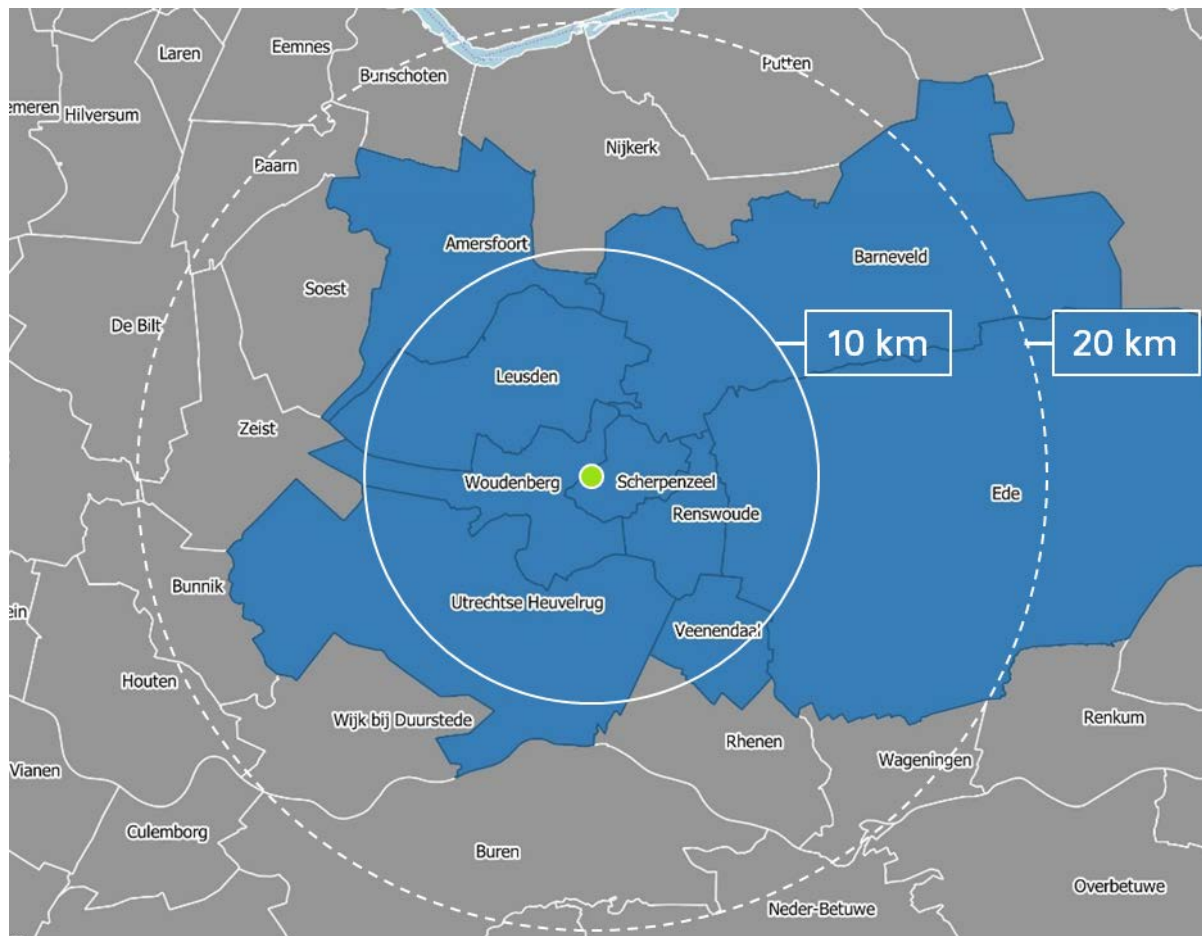 Laren
Eemnes
Bunschoten
Putten
emeren
Hilversum
Nijkerk
Baarn
Amersfoort
Barneveld
Soest
De Bilt
10 km
20 km
Leusden
Zeist
Woudenberg
Scherpenzeel
Ede
Renswoude
Bunnik
Utrechtse Heuvelrug
ein
Veenendaal
Houten
Wijk bij Duurstede
Renkum
Rhenen
Wageningen
Vianen
Culemborg
Buren
Overbetuwe
Neder-Betuwe